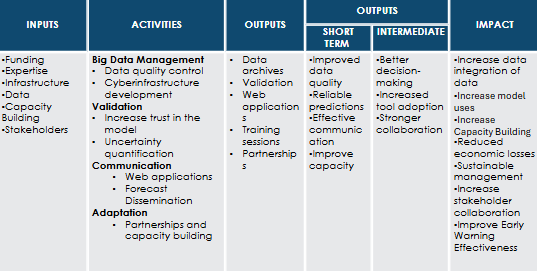 INPUTS
ACTIVITIES
OUTPUTS
OUTPUTS
SHORT
TERM
INTERMEDIATE
IMPACT
•Funding
•Expertise
•Infrastructure
•Data
•Capacity
Building
•Stakeholders
Big Data Management
• Data quality control
• Cyberinfrastructure
development
Validation
• Increase trust in the
model
• Uncertainty
quantification
Communication
• Web applications
• Forecast
Dissemination
Adaptation
• Partnerships and
capacity building
• Data
archives
• Validation
• Web
application
s
• Training
sessions
• Partnership
s
•Improved
data
quality
•Reliable
predictions
•Effective
communic
ation
•Improve
capacity
•Better
decision-
making
•Increased
tool adoption
•Stronger
collaboration
•Increase data
integration of
data
•Increase model
uses
•Increase
Capacity Building
•Reduced
economic losses
•Sustainable
management
•Increase
stakeholder
collaboration
•Improve Early
Warning
Effectiveness